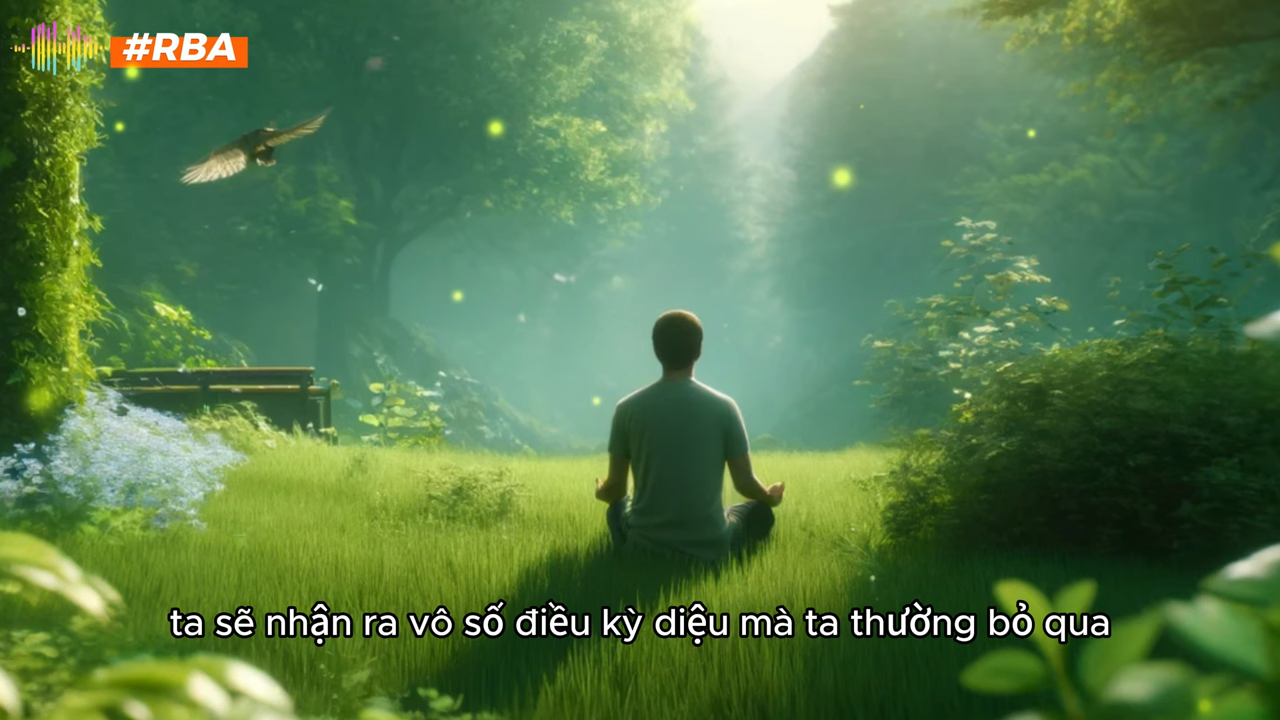 #RBA
ta sẽ nhận ra vô số điều kỳ diệu mà ta thường bỏ qua